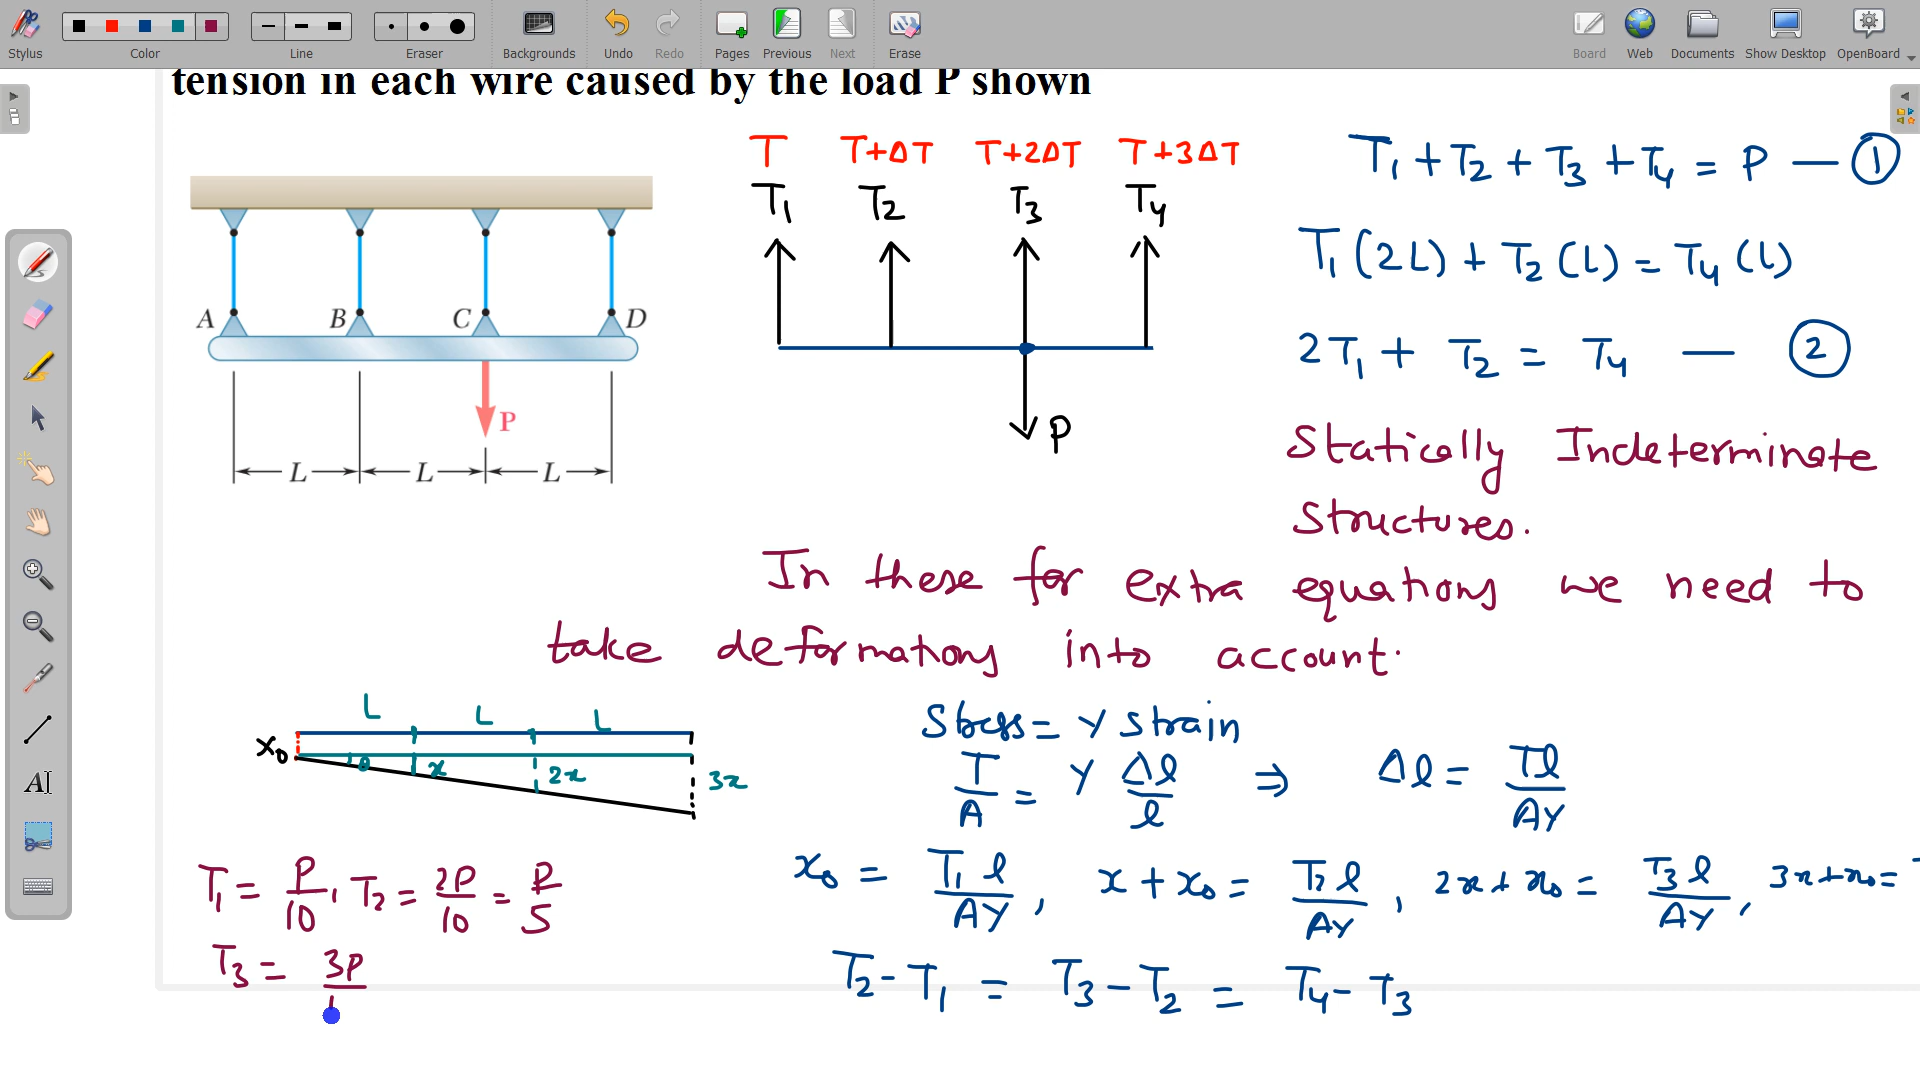 Stylus Color Line Eraser Backgrounds Undo Redo Pages Previous Next Erase Board Web Documents Show Desktop OpenBoard
tension in each wire caused by the load P shown
T T+ΔT T+2ΔT T+3ΔT
T₁ T₂ T₃ T₄
P
A B C D
P
L L L
T₁ + T₂ + T₃ + T₄ = P — ①
T₁(2L) + T₂(L) = T₄(L)
2T₁ + T₂ = T₄ — ②
Statically Indeterminate
Structures.
In these for extra equations we need to
take deformations into account.
L L L
x₀ θ x 2x 3x
Stress = Y Strain
T/A = Y Δl/l ⇒ Δl = Tl/AY
x₀ = T₁l/AY, x + x₀ = T₂l/AY, 2x + x₀ = T₃l/AY, 3x + x₀ =
T₂ - T₁ = T₃ - T₂ = T₄ - T₃
T₁ = P/10, T₂ = 2P/10 = P/5
T₃ = 3P/1